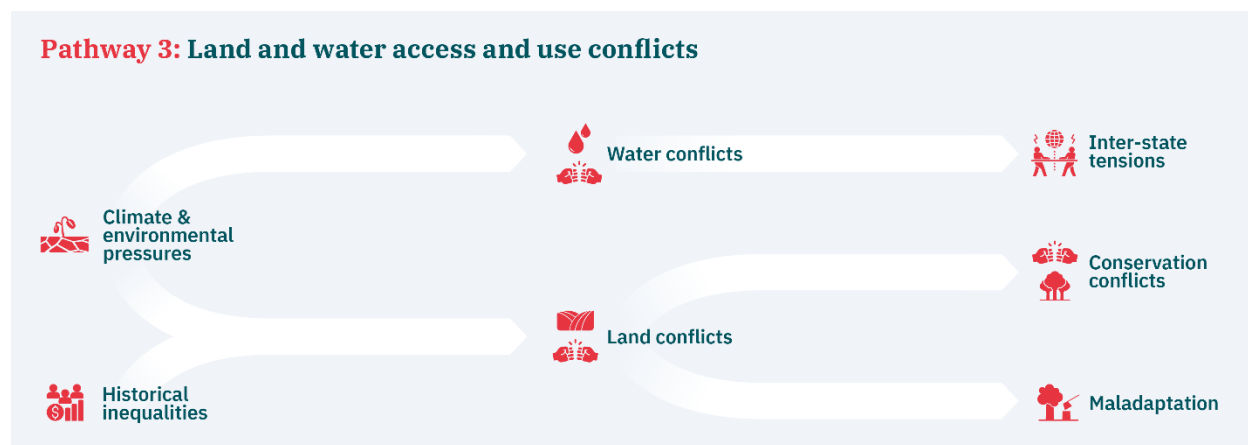 Pathway 3: Land and water access and use conflicts
Climate &
environmental
pressures
Historical
inequalities
Water conflicts
Land conflicts
Inter-state
tensions
Conservation
conflicts
Maladaptation